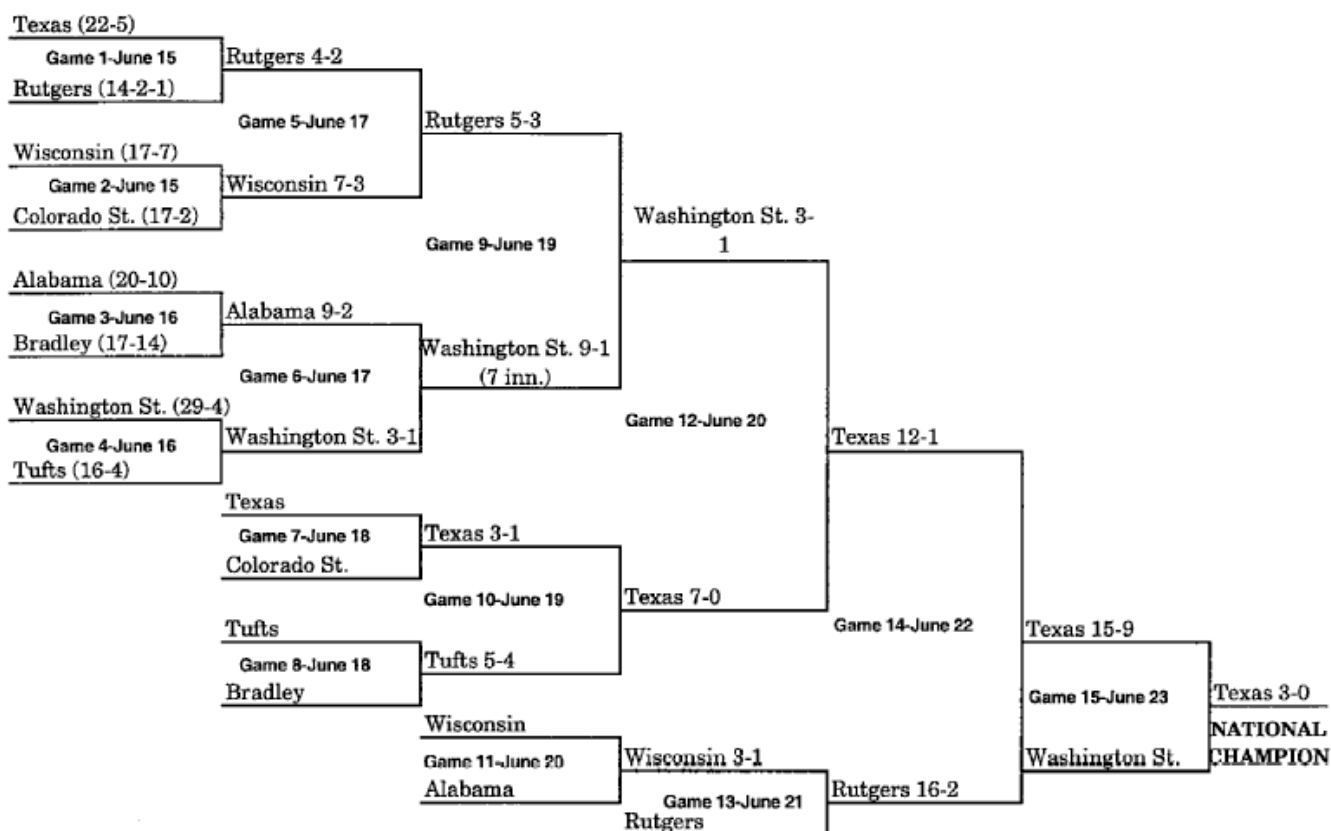 Texas (22-5)
Game 1-June 15
Rutgers (14-2-1)
Rutgers 4-2
Game 5-June 17
Rutgers 5-3
Wisconsin (17-7)
Game 2-June 15
Colorado St. (17-2)
Wisconsin 7-3
Game 9-June 19
Washington St. 3-
1
Alabama (20-10)
Game 3-June 16
Bradley (17-14)
Alabama 9-2
Game 6-June 17
Washington St. 9-1
(7 inn.)
Washington St. (29-4)
Game 4-June 16
Tufts (16-4)
Washington St. 3-1
Game 12-June 20
Texas 12-1
Texas
Game 7-June 18
Colorado St.
Texas 3-1
Game 10-June 19
Texas 7-0
Tufts
Game 8-June 18
Bradley
Tufts 5-4
Game 14-June 22
Texas 15-9
Game 15-June 23
Texas 3-0
NATIONAL
CHAMPION
Washington St.
Wisconsin
Game 11-June 20
Alabama
Wisconsin 3-1
Game 13-June 21
Rutgers
Rutgers 16-2